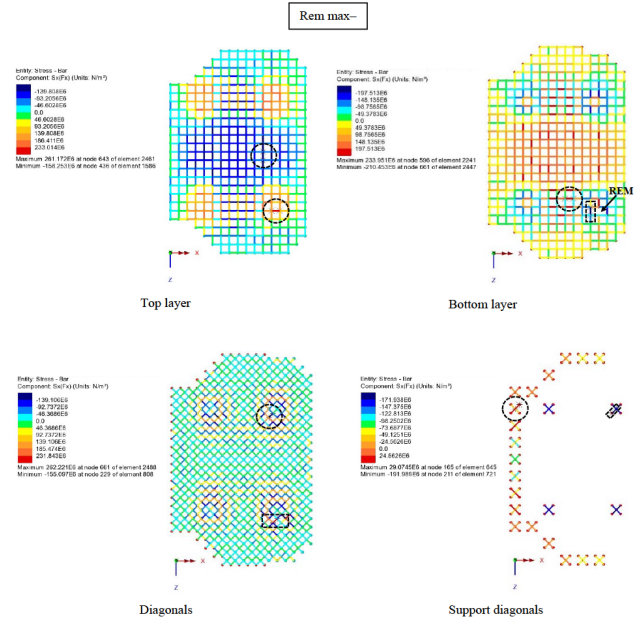 Rem max–
Entity: Stress - Bar
Component: Sx(Fx) (Units: N/m²)
-139.808E6
-93.2056E6
-46.6028E6
0.0
46.6028E6
93.2056E6
139.808E6
186.411E6
233.014E6
Maximum 261.172E6 at node 643 of element 2461
Minimum -158.253E6 at node 436 of element 1586
X
Z
Top layer
Entity: Stress - Bar
Component: Sx(Fx) (Units: N/m²)
-197.513E6
-148.135E6
-98.7565E6
-49.3783E6
0.0
49.3783E6
98.7565E6
148.135E6
197.513E6
Maximum 233.951E6 at node 596 of element 2241
Minimum -210.453E6 at node 661 of element 2447
REM
X
Z
Bottom layer
Entity: Stress - Bar
Component: Sx(Fx) (Units: N/m²)
-139.106E6
-92.7372E6
-46.3686E6
0.0
46.3686E6
92.7372E6
139.106E6
185.474E6
231.843E6
Maximum 262.221E6 at node 661 of element 2488
Minimum -155.097E6 at node 229 of element 808
X
Z
Diagonals
Entity: Stress - Bar
Component: Sx(Fx) (Units: N/m²)
-171.938E6
-147.375E6
-122.813E6
-98.2502E6
-73.6877E6
-49.1251E6
-24.5626E6
0.0
24.5626E6
Maximum 29.0745E6 at node 165 of element 645
Minimum -191.989E6 at node 211 of element 721
X
Z
Support diagonals